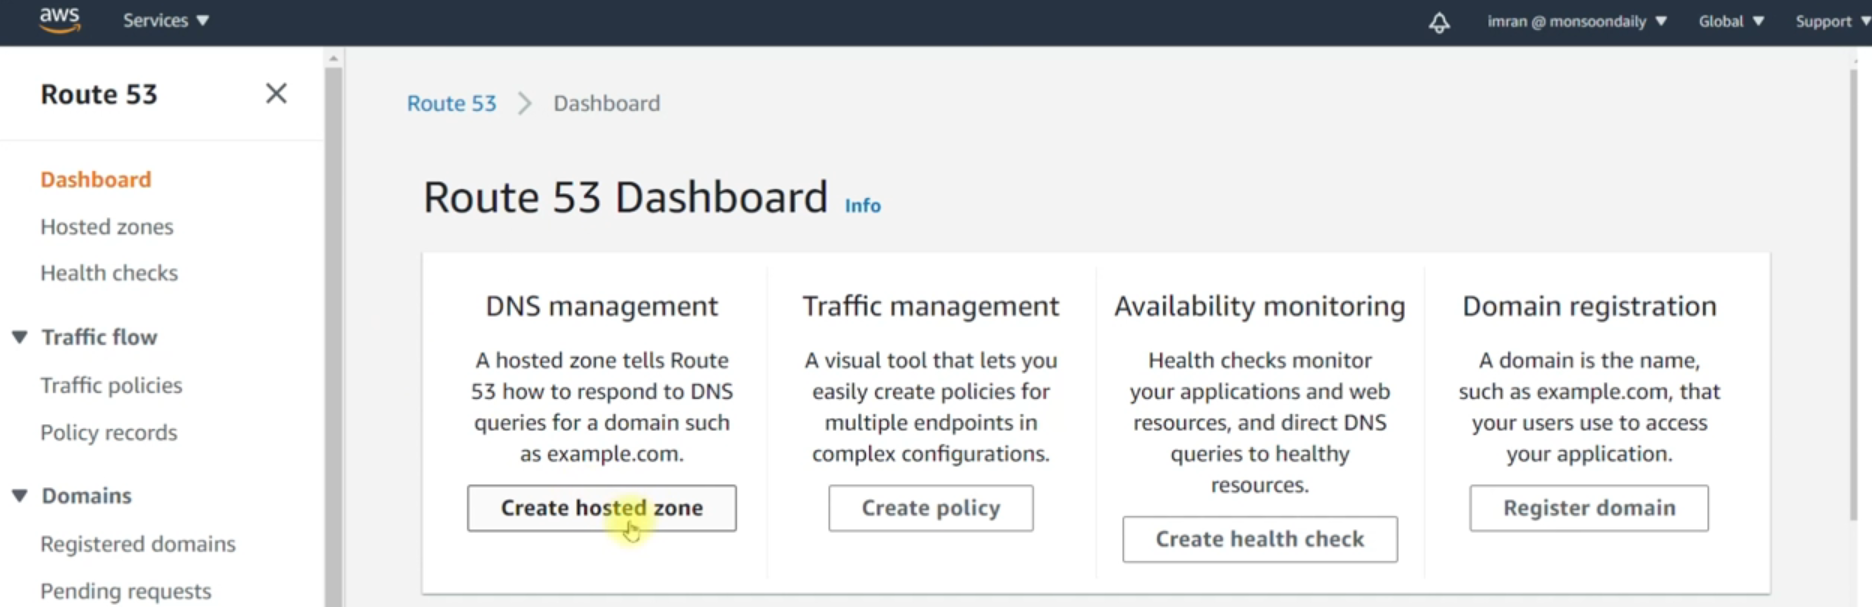 aws Services ▼ imran @ monsoondaily ▼ Global ▼ Support ▼
Route 53
Dashboard
Hosted zones
Health checks
▼ Traffic flow
Traffic policies
Policy records
▼ Domains
Registered domains
Pending requests
Route 53 > Dashboard
Route 53 Dashboard Info
DNS management
A hosted zone tells Route
53 how to respond to DNS
queries for a domain such
as example.com.
Create hosted zone
Traffic management
A visual tool that lets you
easily create policies for
multiple endpoints in
complex configurations.
Create policy
Availability monitoring
Health checks monitor
your applications and web
resources, and direct DNS
queries to healthy
resources.
Create health check
Domain registration
A domain is the name,
such as example.com, that
your users use to access
your application.
Register domain